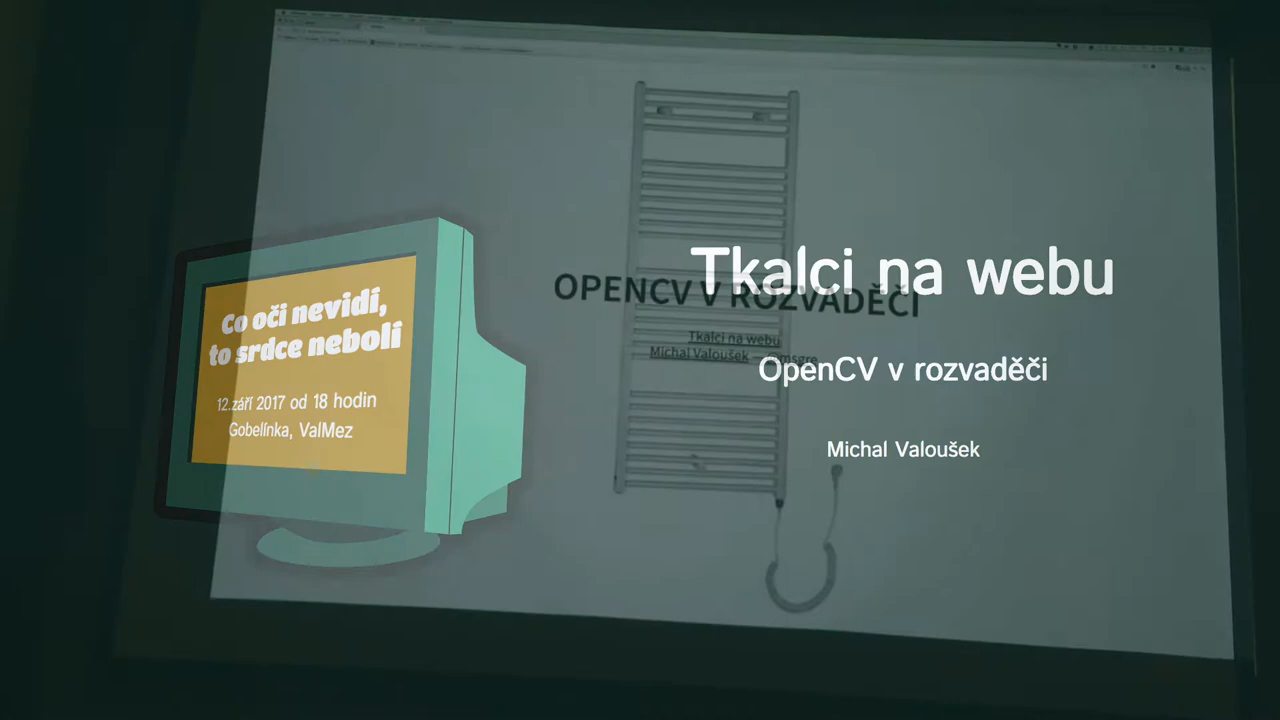 Co oči nevidí,
to srdce nebolí
12.září 2017 od 18 hodin
Gobelínka, ValMez
Tkalci na webu
OpenCV v rozvaděči
Michal Valoušek
OPENCV V ROZVADĚČI
Tkalci na webu
Michal Valoušek @msgre